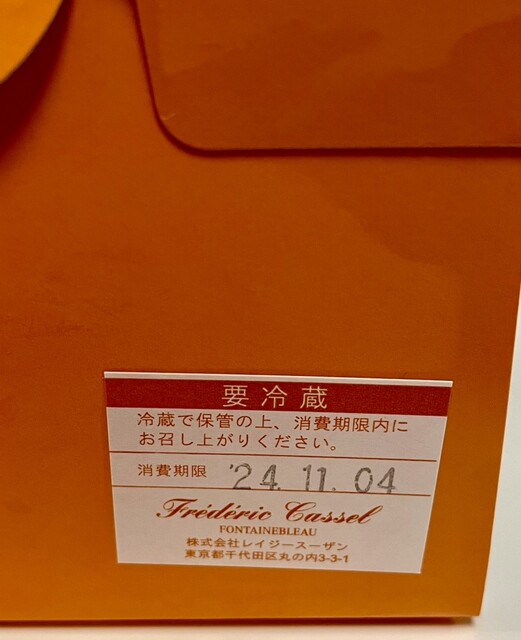 要冷蔵
冷蔵で保管の上、消費期限内に
お召し上がりください。
消費期限 '24.11.04
Frédéric Cassel
FONTAINEBLEAU
株式会社レイジースーザン
東京都千代田区丸の内3-3-1